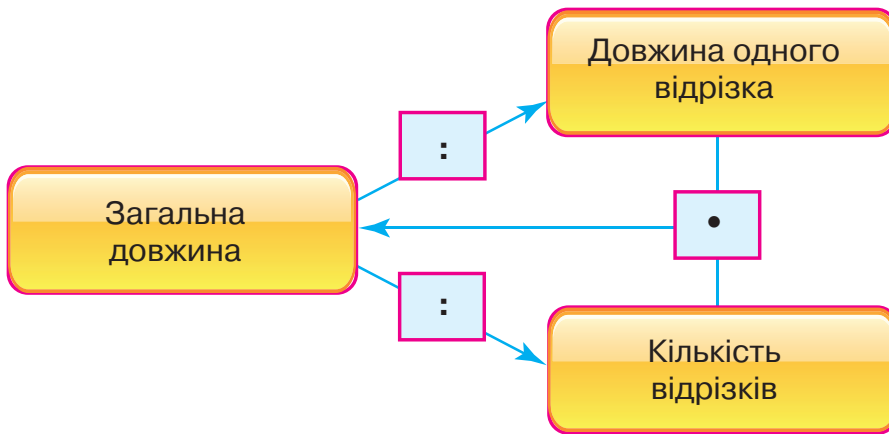 Довжина одного
відрізка
:
Загальна
довжина
•
:
Кількість
відрізків